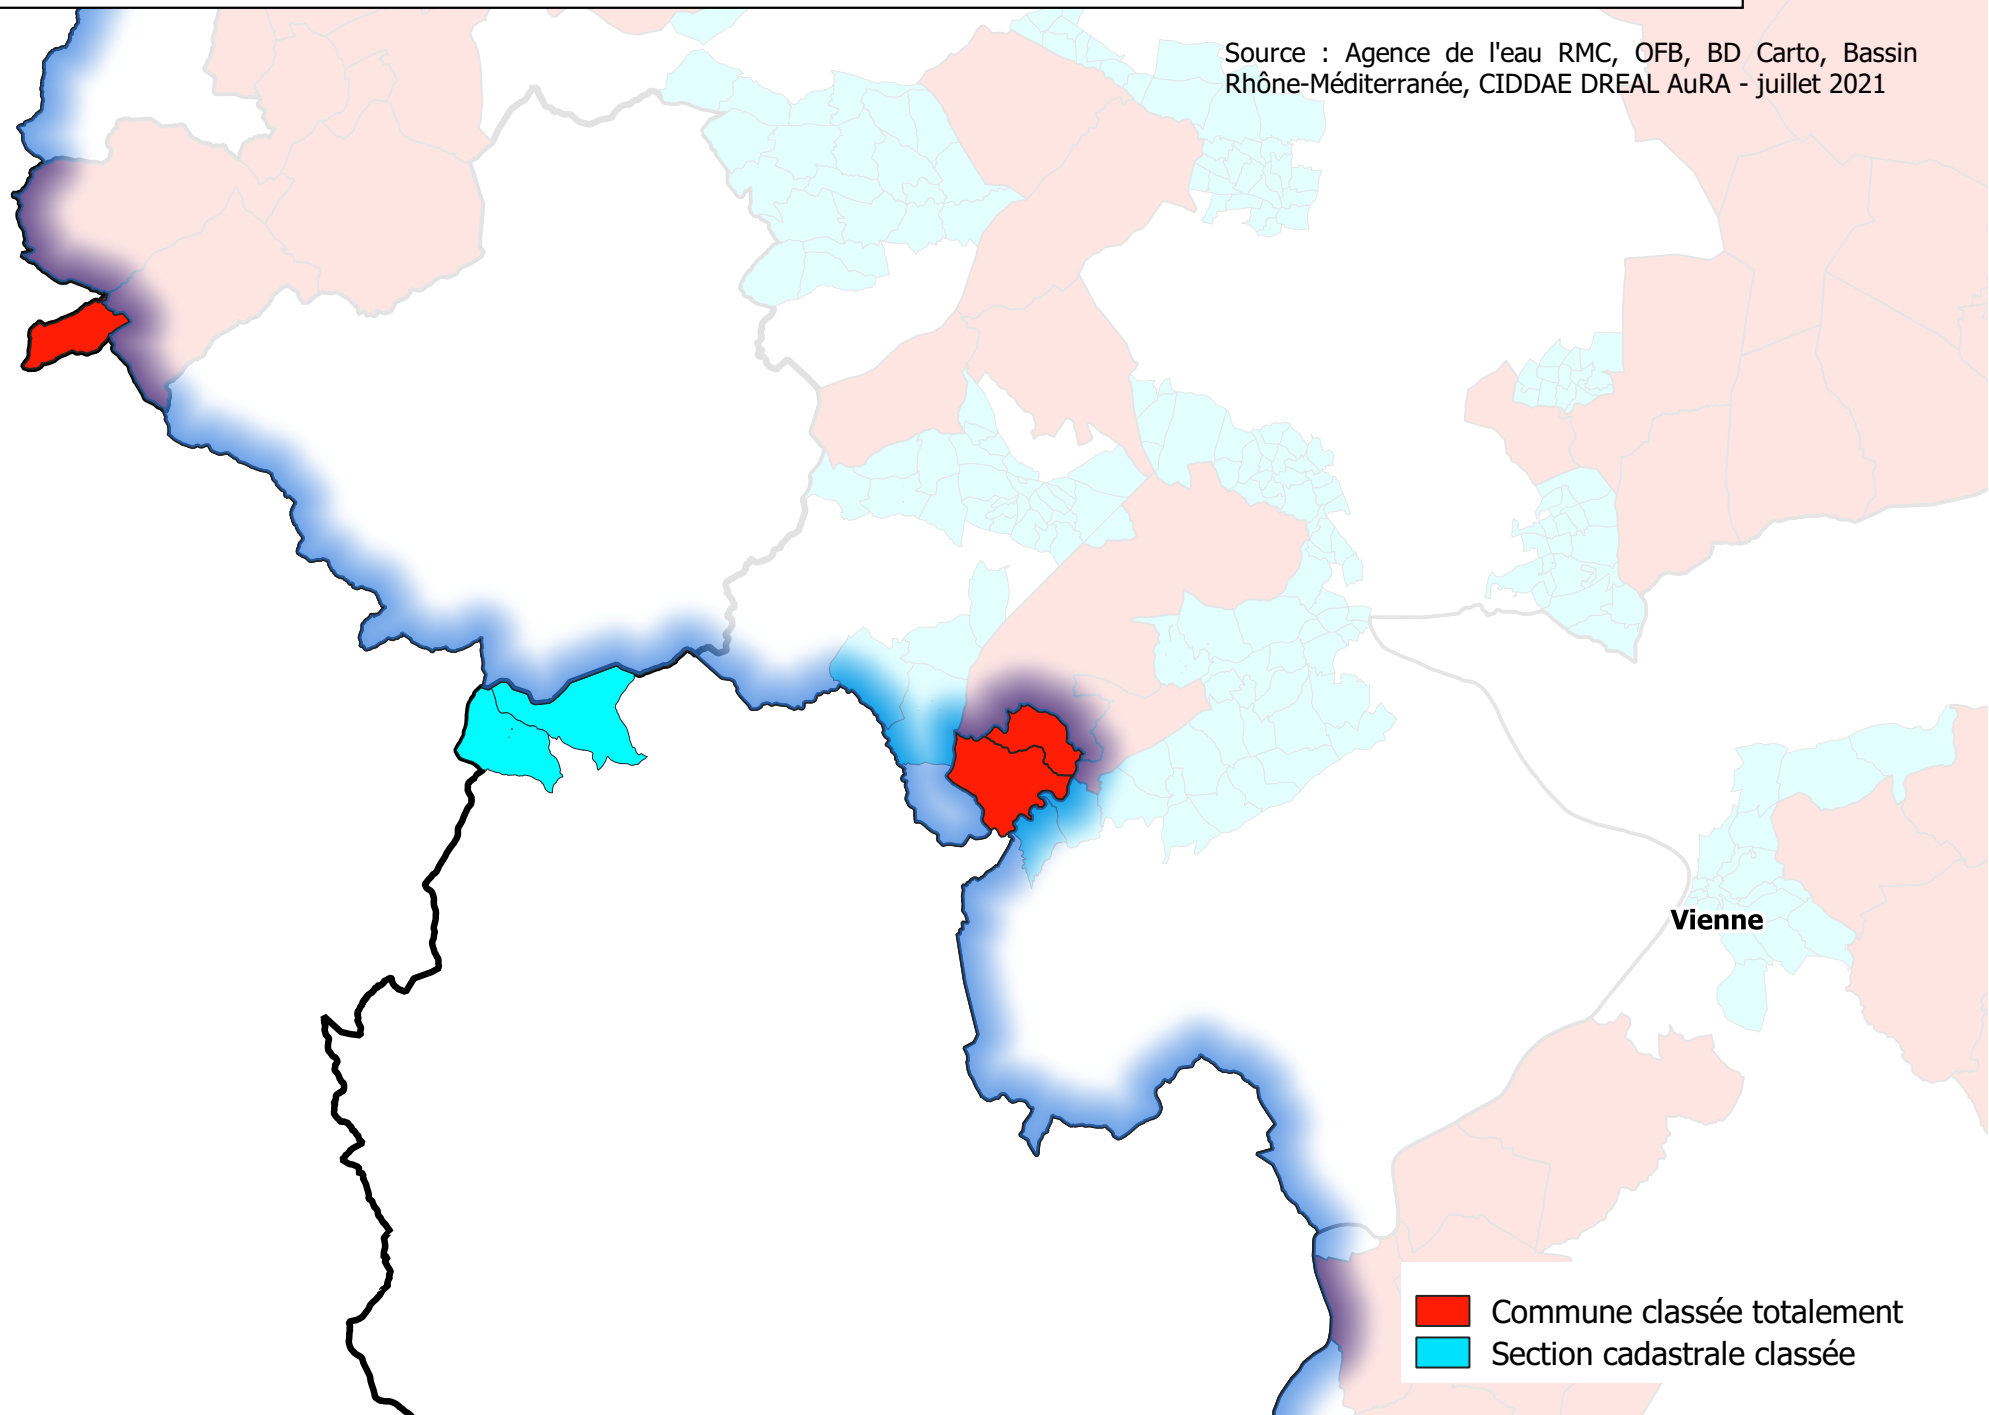 Source : Agence de l'eau RMC, OFB, BD Carto, Bassin
Rhône-Méditerranée, CIDDAE DREAL AuRA - juillet 2021
Vienne
Commune classée totalement
Section cadastrale classée